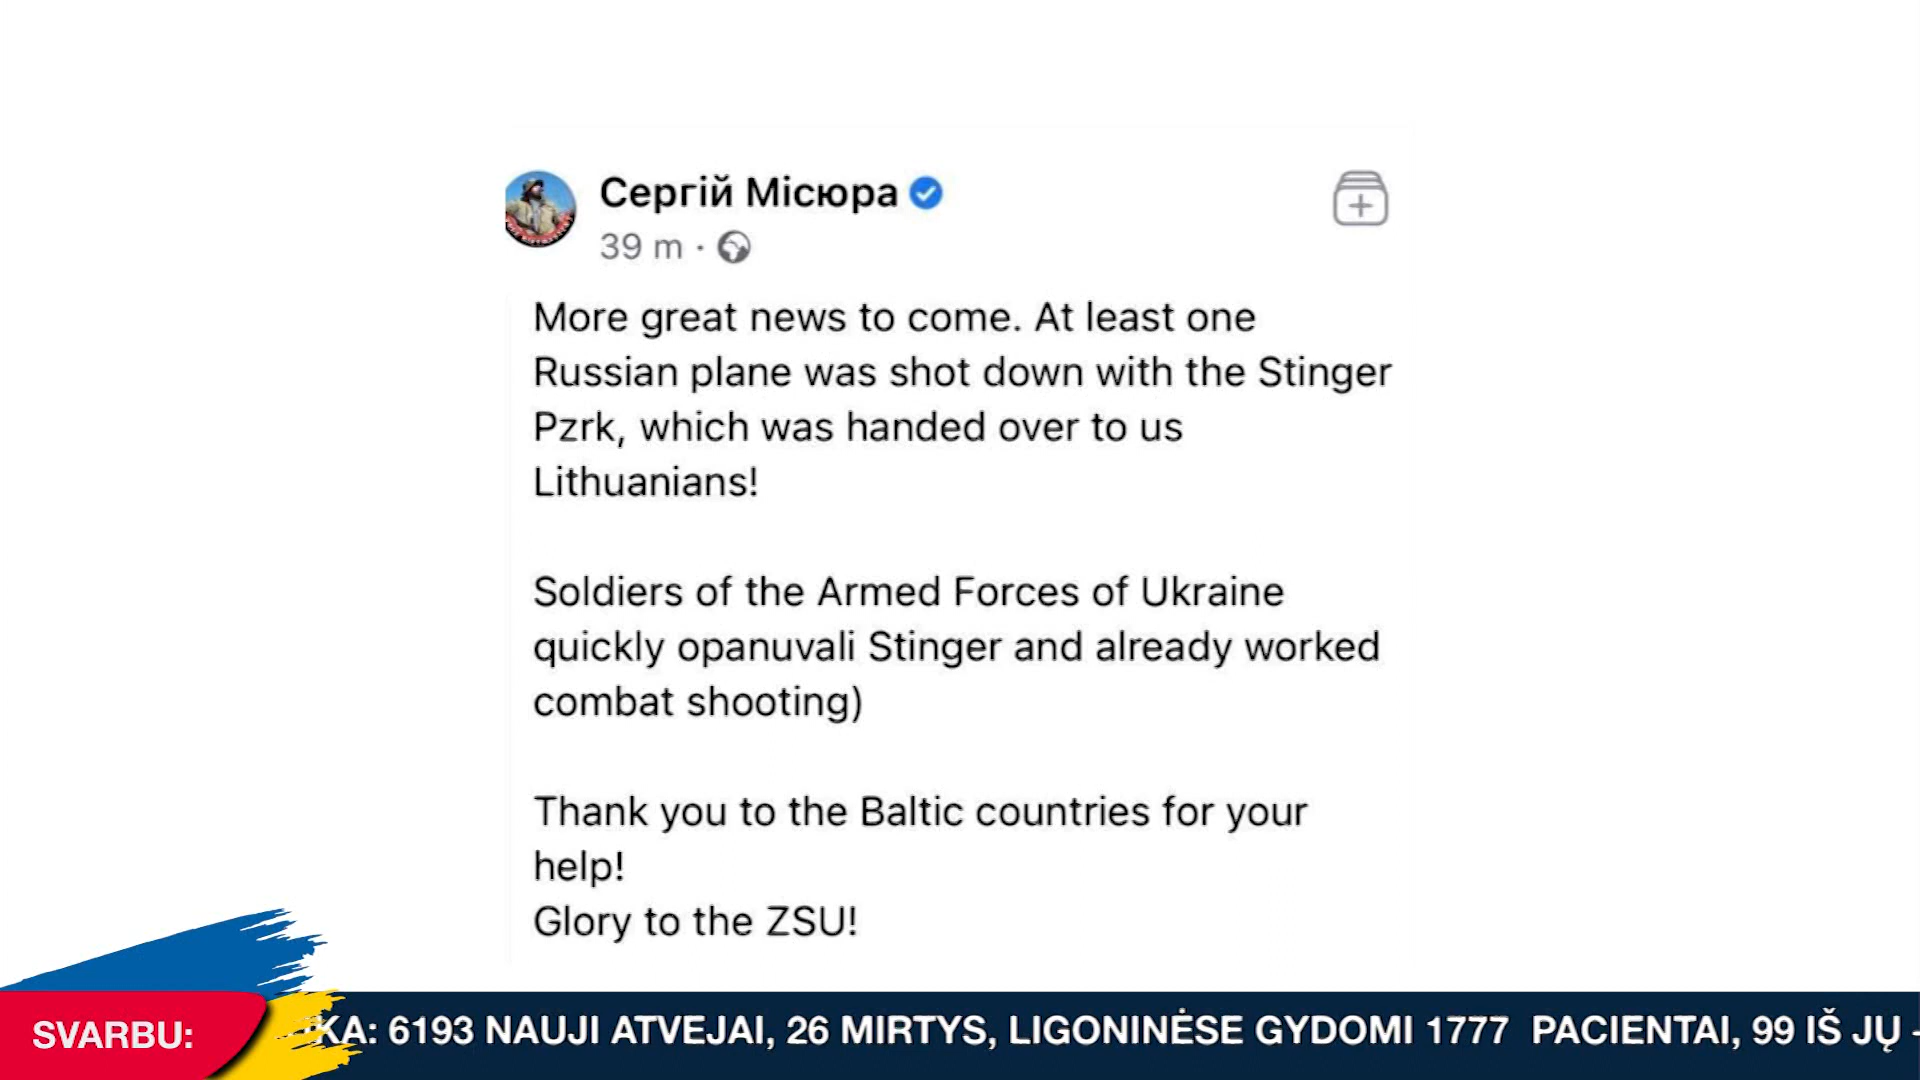 Сергій Місюра
39 m ·
More great news to come. At least one
Russian plane was shot down with the Stinger
Pzrk, which was handed over to us
Lithuanians!
Soldiers of the Armed Forces of Ukraine
quickly opanuvali Stinger and already worked
combat shooting)
Thank you to the Baltic countries for your
help!
Glory to the ZSU!
SVARBU:
KA: 6193 NAUJI ATVEJAI, 26 MIRTYS, LIGONINĖSE GYDOMI 1777 PACIENTAI, 99 IŠ JŲ -